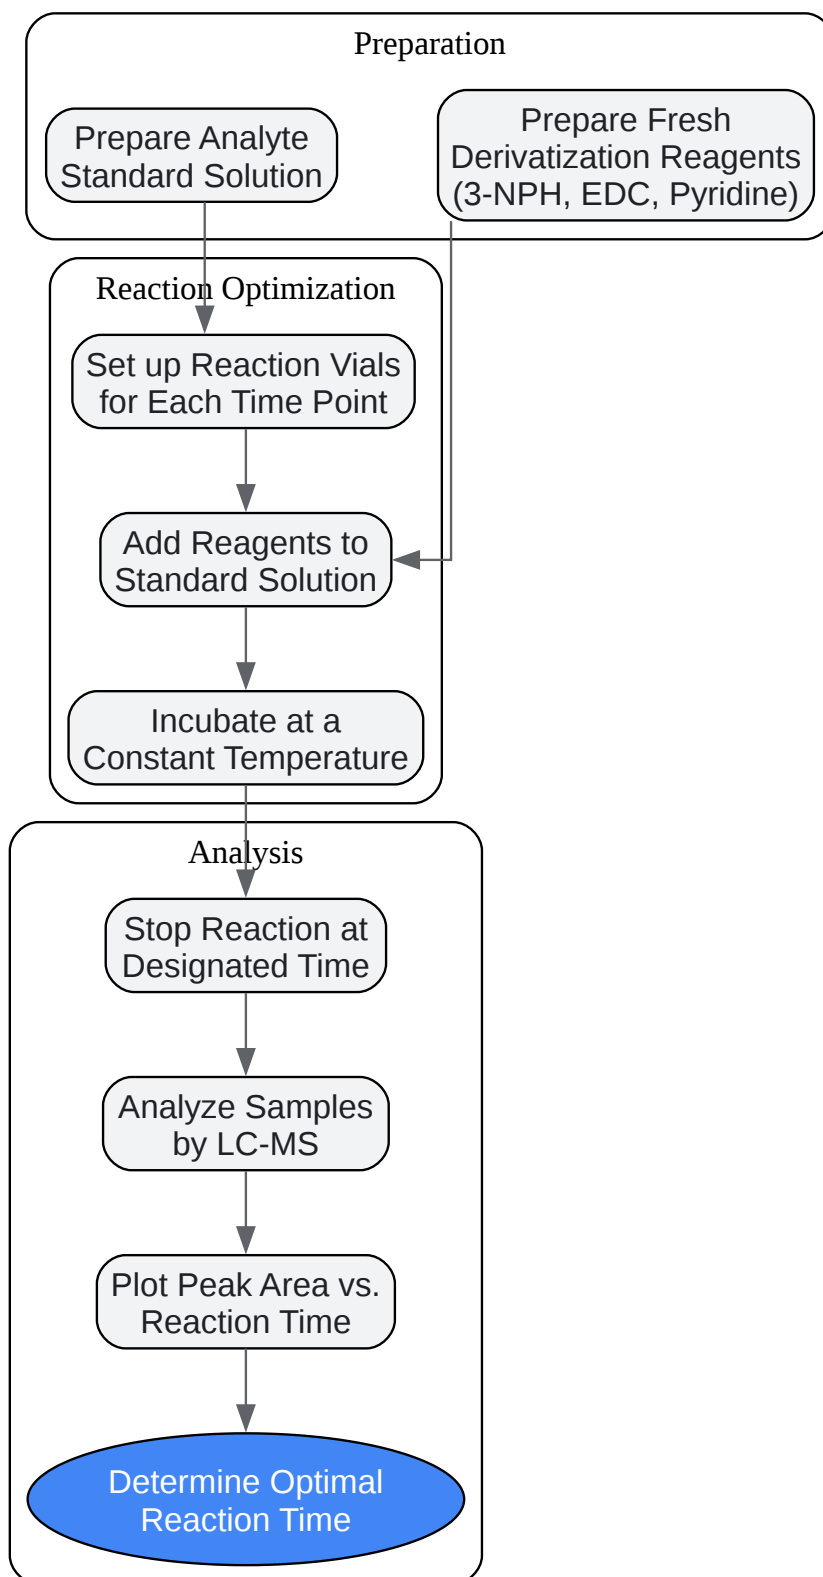 Preparation
Prepare Analyte
Standard Solution
Prepare Fresh
Derivatization Reagents
(3-NPH, EDC, Pyridine)
Reaction Optimization
Set up Reaction Vials
for Each Time Point
Add Reagents to
Standard Solution
Incubate at a
Constant Temperature
Analysis
Stop Reaction at
Designated Time
Analyze Samples
by LC-MS
Plot Peak Area vs.
Reaction Time
Determine Optimal
Reaction Time